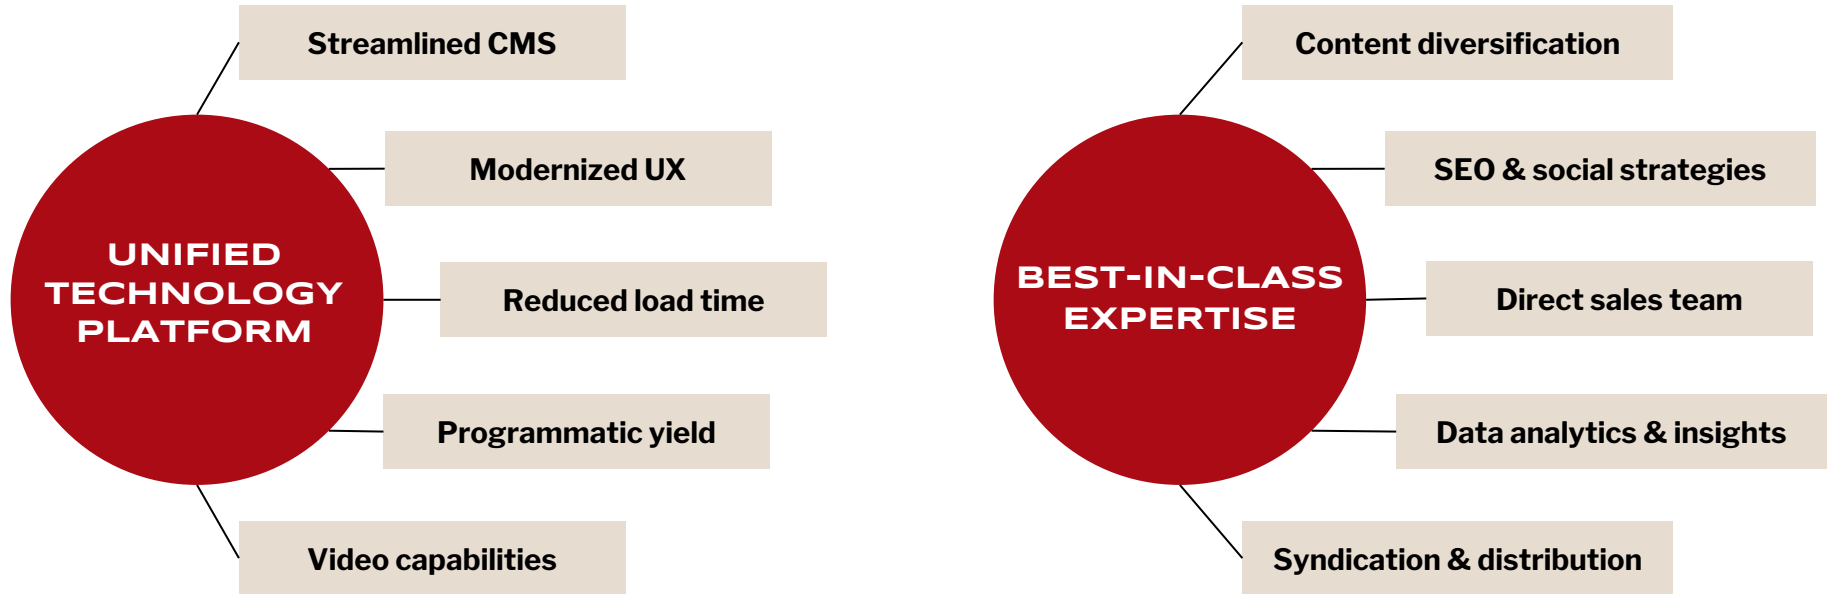 Streamlined CMS
Modernized UX
UNIFIED
TECHNOLOGY
PLATFORM
Reduced load time
Programmatic yield
Video capabilities
Content diversification
SEO & social strategies
BEST-IN-CLASS
EXPERTISE
Direct sales team
Data analytics & insights
Syndication & distribution